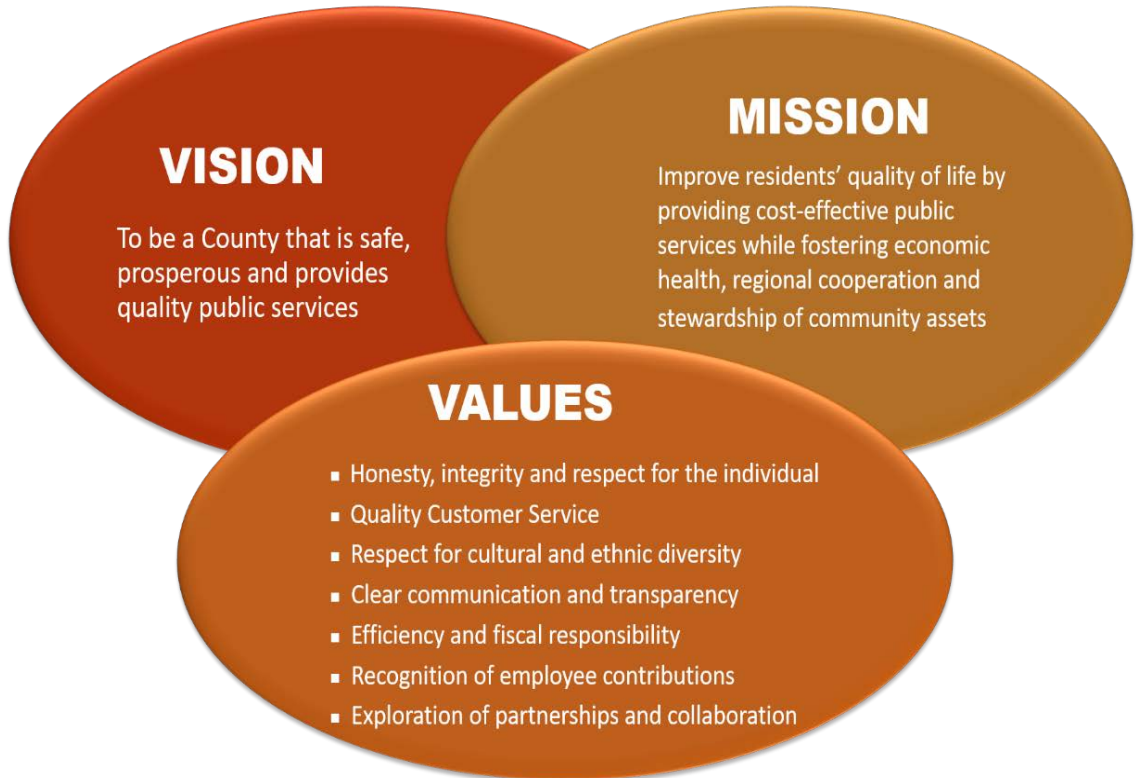 VISION
To be a County that is safe,
prosperous and provides
quality public services
MISSION
Improve residents’ quality of life by
providing cost-effective public
services while fostering economic
health, regional cooperation and
stewardship of community assets
VALUES
▪ Honesty, integrity and respect for the individual
▪ Quality Customer Service
▪ Respect for cultural and ethnic diversity
▪ Clear communication and transparency
▪ Efficiency and fiscal responsibility
▪ Recognition of employee contributions
▪ Exploration of partnerships and collaboration